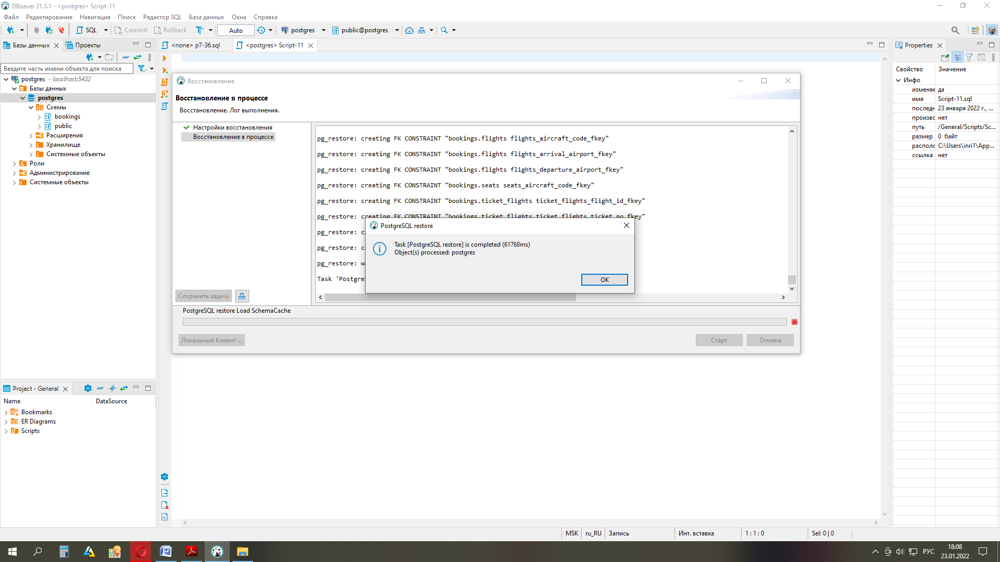 DBeaver 21.3.1 - <postgres> Script-11
Файл Редактирование Навигация Поиск Редактор SQL База данных Окна Справка
SQL Commit Rollback Auto postgres public@postgres
Базы данных Проекты
Введите часть имени объекта для поиска
postgres - localhost:5432
Базы данных
postgres
Схемы
bookings
public
Расширения
Хранилище
Системные объекты
Роли
Администрирование
Системные объекты
Project - General
Name DataSource
Bookmarks
ER Diagrams
Scripts
<none> p7-36.sql <postgres> Script-11
Восстановление
Восстановление в процессе
Восстановление. Лог выполнения.
Настройки восстановления
Восстановление в процессе
pg_restore: creating FK CONSTRAINT "bookings.flights flights_aircraft_code_fkey"
pg_restore: creating FK CONSTRAINT "bookings.flights flights_arrival_airport_fkey"
pg_restore: creating FK CONSTRAINT "bookings.flights flights_departure_airport_fkey"
pg_restore: creating FK CONSTRAINT "bookings.seats seats_aircraft_code_fkey"
pg_restore: creating FK CONSTRAINT "bookings.ticket_flights ticket_flights_flight_id_fkey"
pg_restore: creating FK CONSTRAINT "bookings.ticket_flights ticket_flights_ticket_no_fkey"
pg_restore: c
pg_restore: c
pg_restore: w
Task 'Postgre
PostgreSQL restore
Task [PostgreSQL restore] is completed (61768ms)
Object(s) processed: postgres
OK
Сохранить задачу
PostgreSQL restore Load SchemaCache
Локальный Клиент ...
Старт Отмена
Properties
Свойство Значение
Инфо
изменяе да
имя Script-11.sql
последн 23 января 2022 г., ...
произво нет
путь /General/Scripts/Sc...
размер 0 байт
располо C:\Users\inri1\App...
ссылка нет
MSK ru_RU Запись Инт. вставка 1 : 1 : 0 Sel: 0 | 0
РУС
18:08
23.01.2022